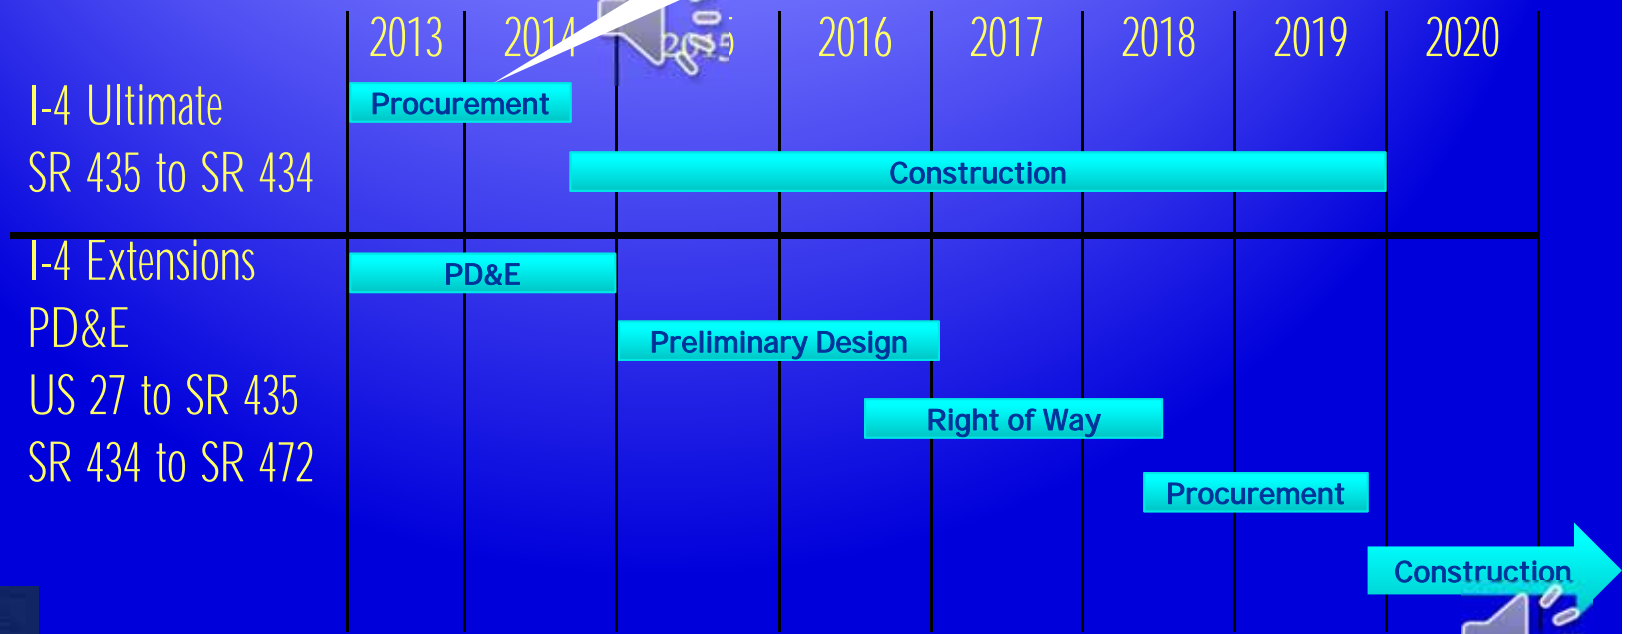 2013 2014 2015 2016 2017 2018 2019 2020
I-4 Ultimate
SR 435 to SR 434
Procurement
Construction
I-4 Extensions
PD&E
US 27 to SR 435
SR 434 to SR 472
PD&E
Preliminary Design
Right of Way
Procurement
Construction